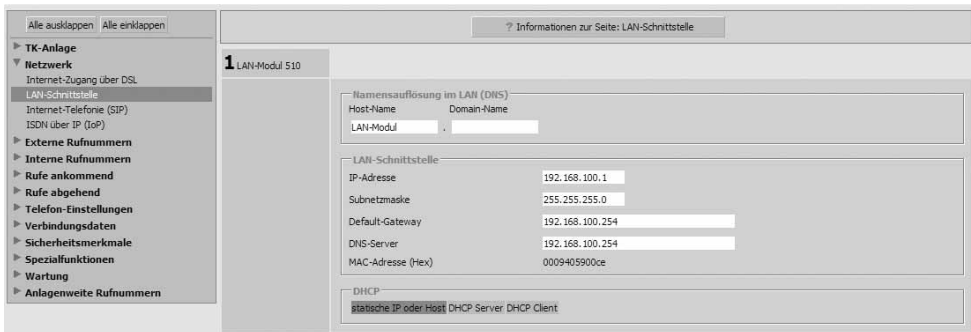 Alle ausklappen Alle einklappen
TK-Anlage
Netzwerk
Internet-Zugang über DSL
LAN-Schnittstelle
Internet-Telefonie (SIP)
ISDN über IP (IoP)
Externe Rufnummern
Interne Rufnummern
Rufe ankommend
Rufe abgehend
Telefon-Einstellungen
Verbindungsdaten
Sicherheitsmerkmale
Spezialfunktionen
Wartung
Anlagenweite Rufnummern
? Informationen zur Seite: LAN-Schnittstelle
1 LAN-Modul 510
Namensauflösung im LAN (DNS)
Host-Name Domain-Name
LAN-Modul .
LAN-Schnittstelle
IP-Adresse 192.168.100.1
Subnetzmaske 255.255.255.0
Default-Gateway 192.168.100.254
DNS-Server 192.168.100.254
MAC-Adresse (Hex) 0009405900ce
DHCP
statische IP oder Host DHCP Server DHCP Client